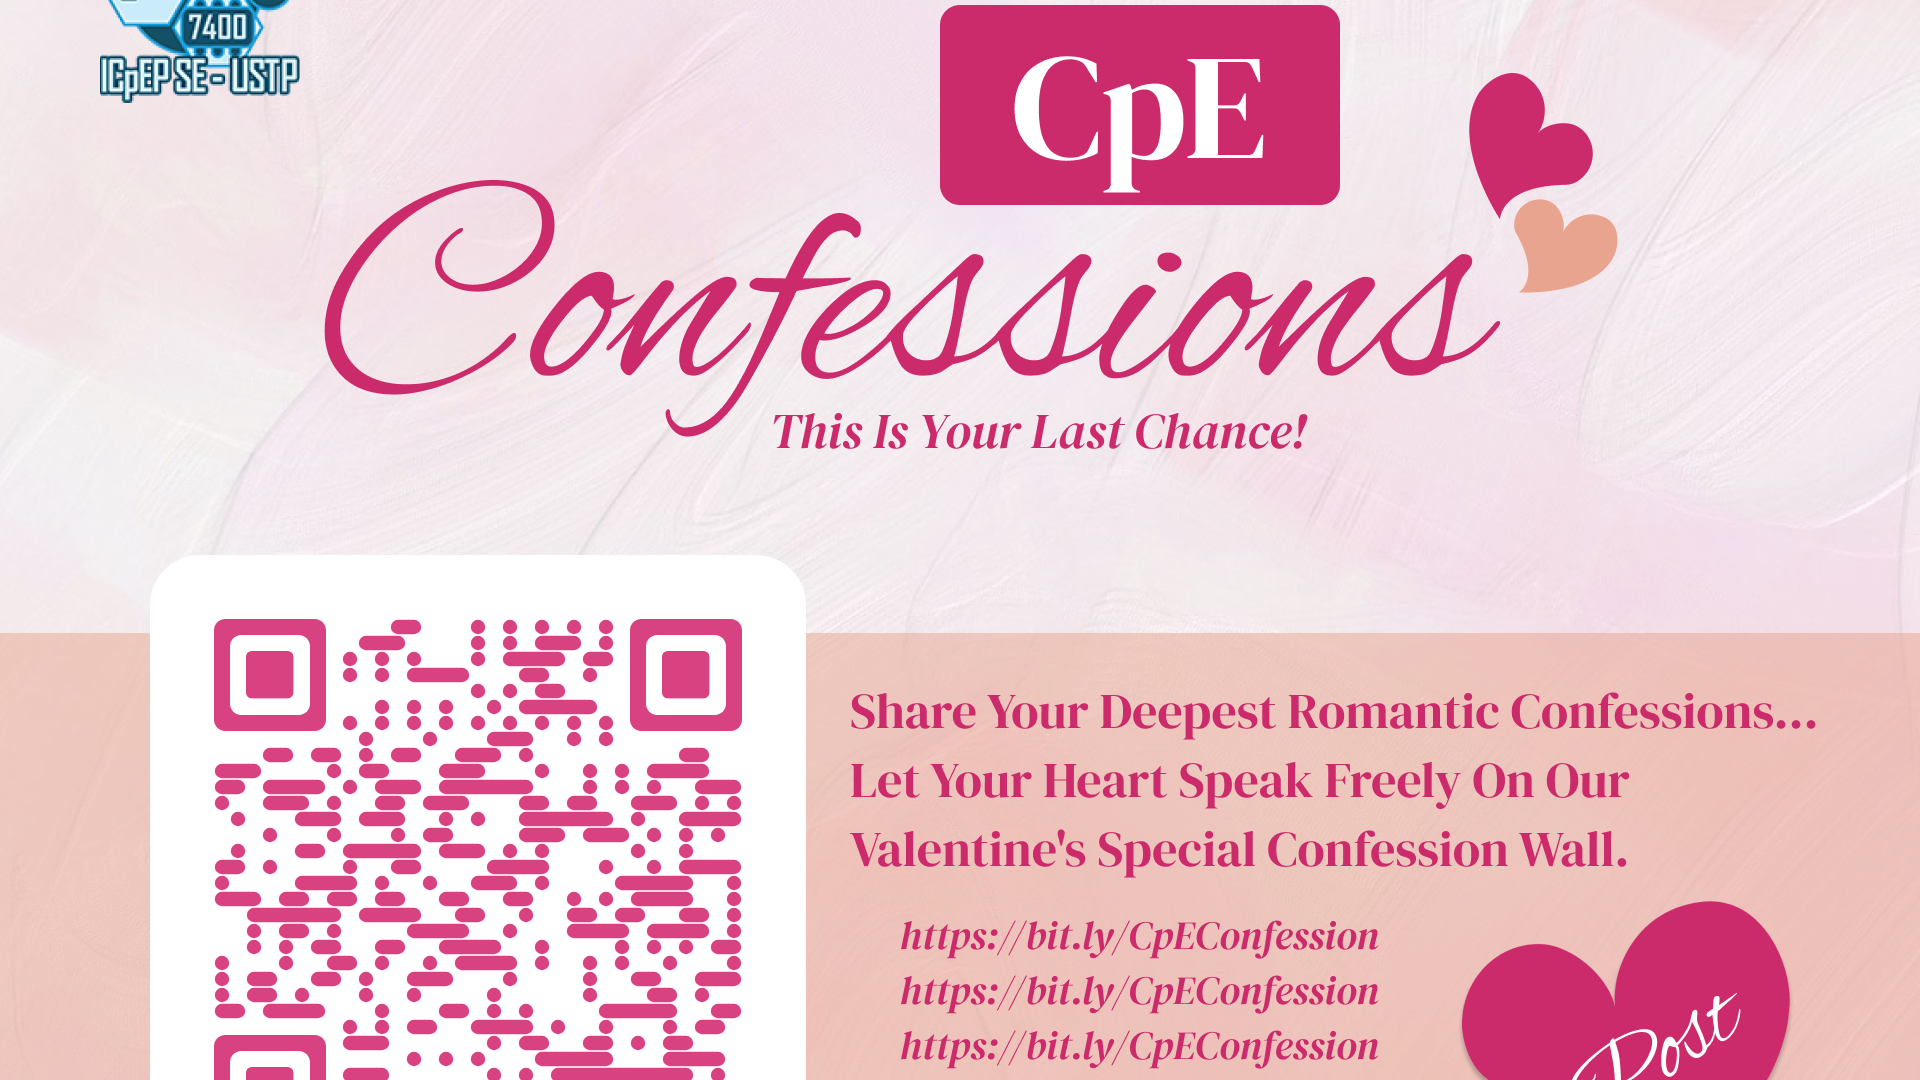 7400
ICpEP SE - USTP
CpE
Confessions
This Is Your Last Chance!
Share Your Deepest Romantic Confessions...
Let Your Heart Speak Freely On Our
Valentine's Special Confession Wall.
https://bit.ly/CpEConfession
https://bit.ly/CpEConfession
https://bit.ly/CpEConfession
Post